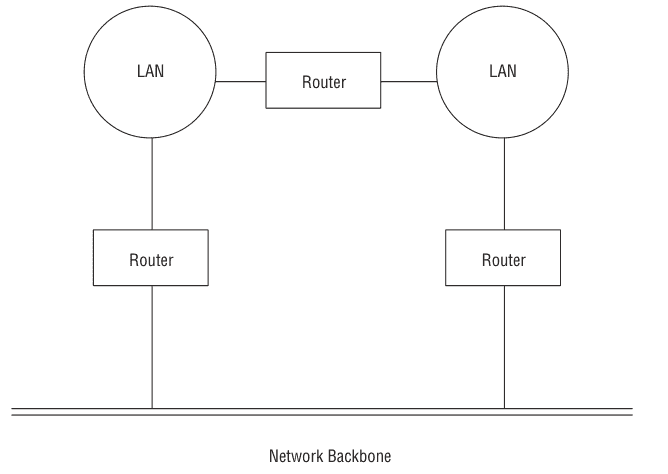 LAN
Router
LAN
Router
Router
Network Backbone